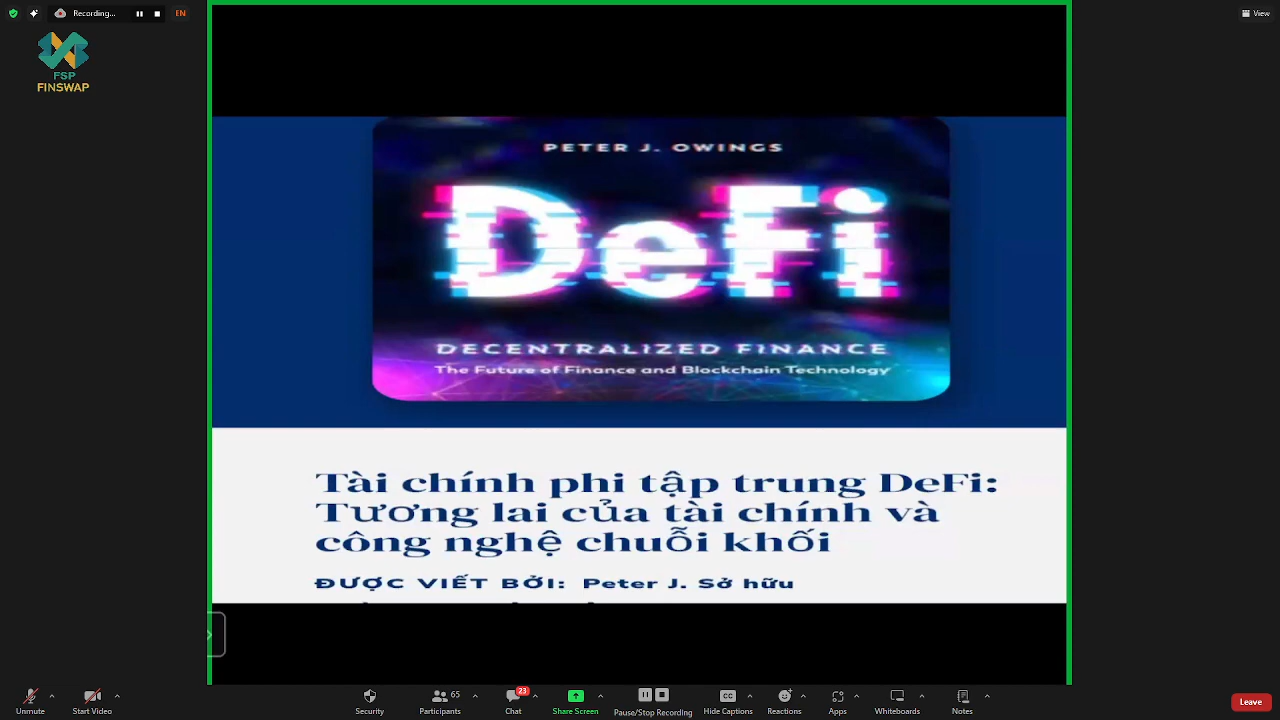 Recording...
EN
View
FSP
FINSWAP
PETER J. OWINGS
DeFi
DECENTRALIZED FINANCE
The Future of Finance and Blockchain Technology
Tài chính phi tập trung DeFi:
Tương lai của tài chính và
công nghệ chuỗi khối
ĐƯỢC VIẾT BỞI: Peter J. Sở hữu
65
23
Unmute
Start Video
Security
Participants
Chat
Share Screen
Pause/Stop Recording
CC
Hide Captions
Reactions
Apps
Whiteboards
Notes
Leave